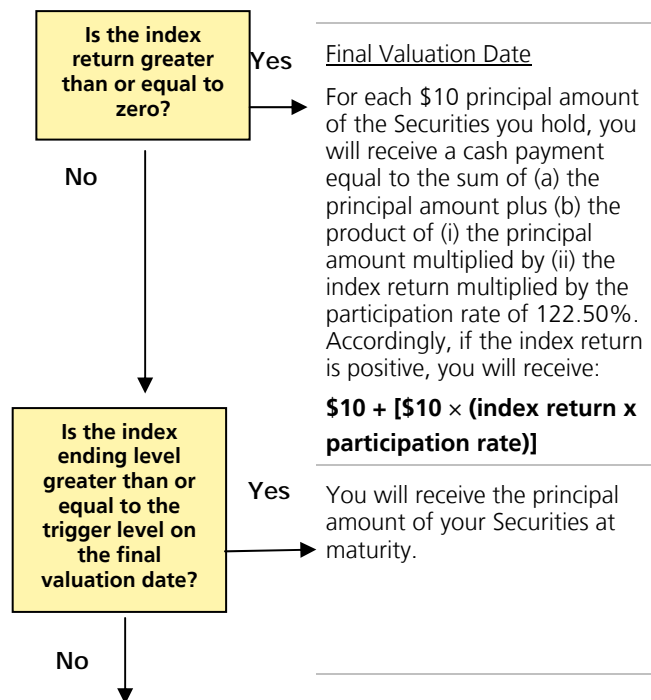 Is the index
return greater
than or equal to
zero?
Yes
Final Valuation Date
For each $10 principal amount
of the Securities you hold, you
will receive a cash payment
equal to the sum of (a) the
principal amount plus (b) the
product of (i) the principal
amount multiplied by (ii) the
index return multiplied by the
participation rate of 122.50%.
Accordingly, if the index return
is positive, you will receive:
$10 + [$10 × (index return x
participation rate)]
No
Is the index
ending level
greater than or
equal to the
trigger level on
the final
valuation date?
Yes
You will receive the principal
amount of your Securities at
maturity.
No